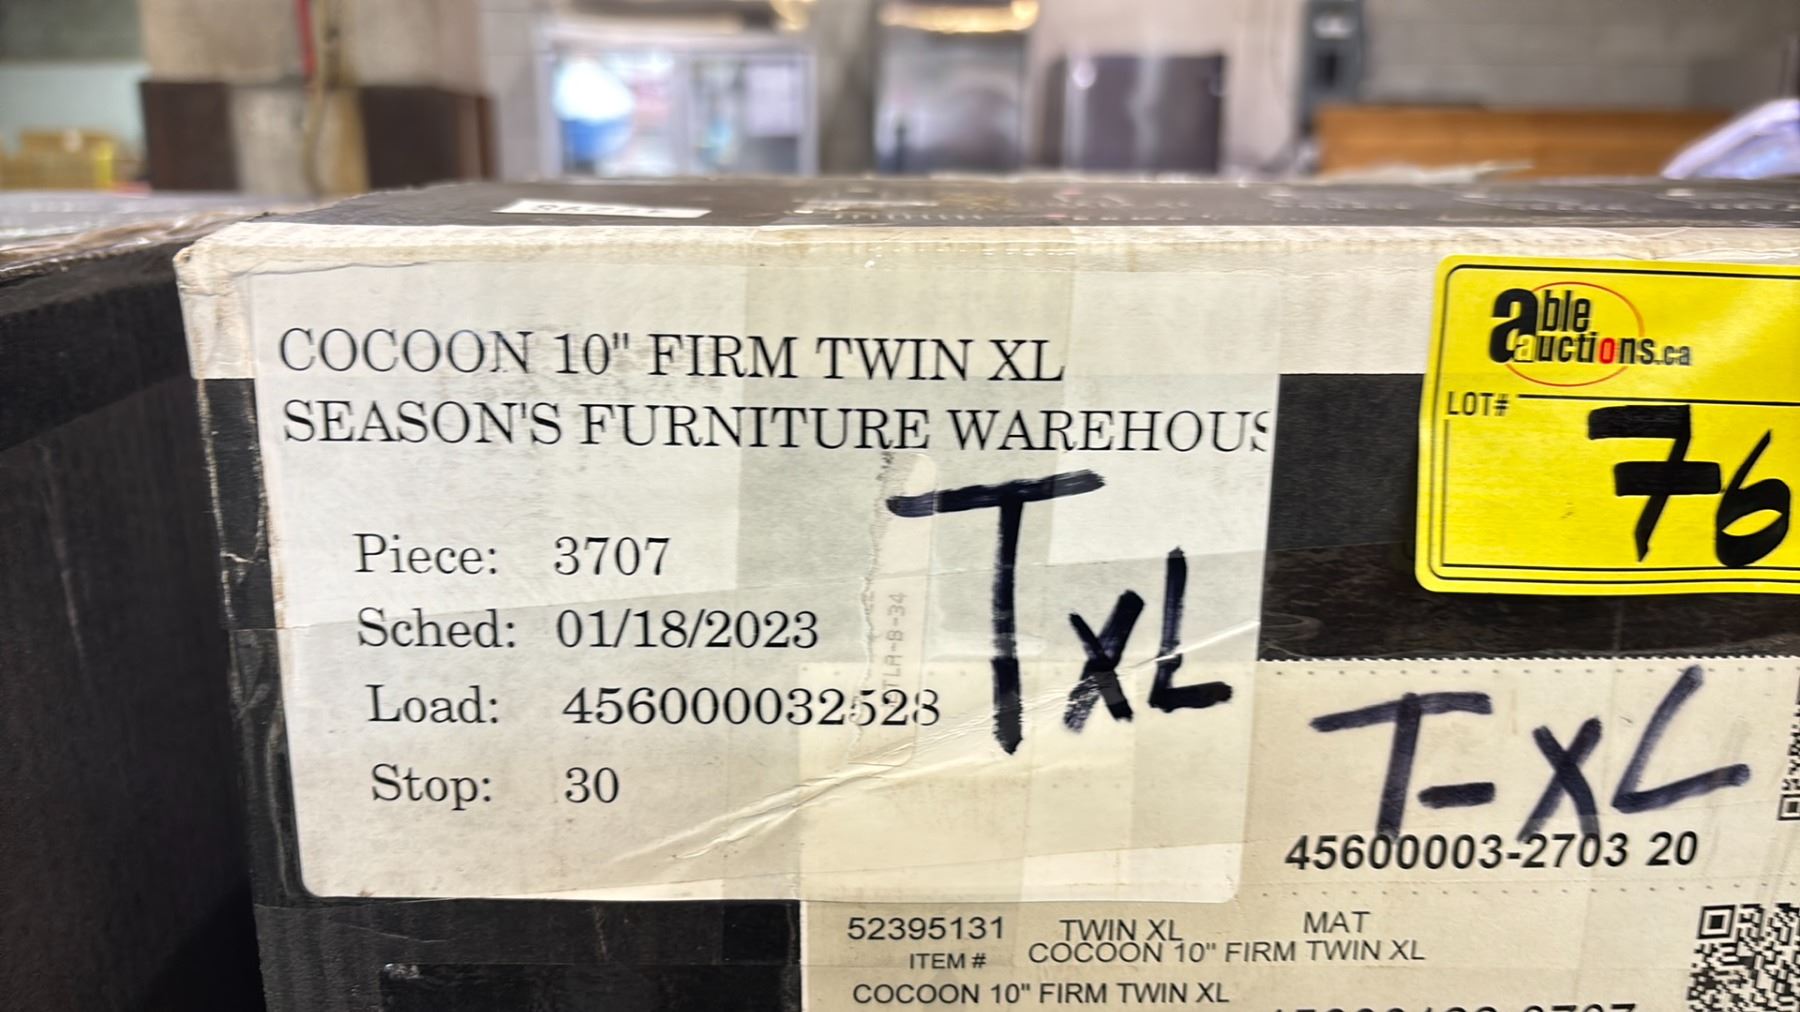 COCOON 10" FIRM TWIN XL
SEASON'S FURNITURE WAREHOUS
Piece: 3707
Sched: 01/18/2023
Load: 456000032528
Stop: 30
TLA-B-34
TXL
able
auctions.ca
LOT#
76
T-XL
45600003-2703 20
52395131 TWIN XL MAT
ITEM # COCOON 10" FIRM TWIN XL
COCOON 10" FIRM TWIN XL